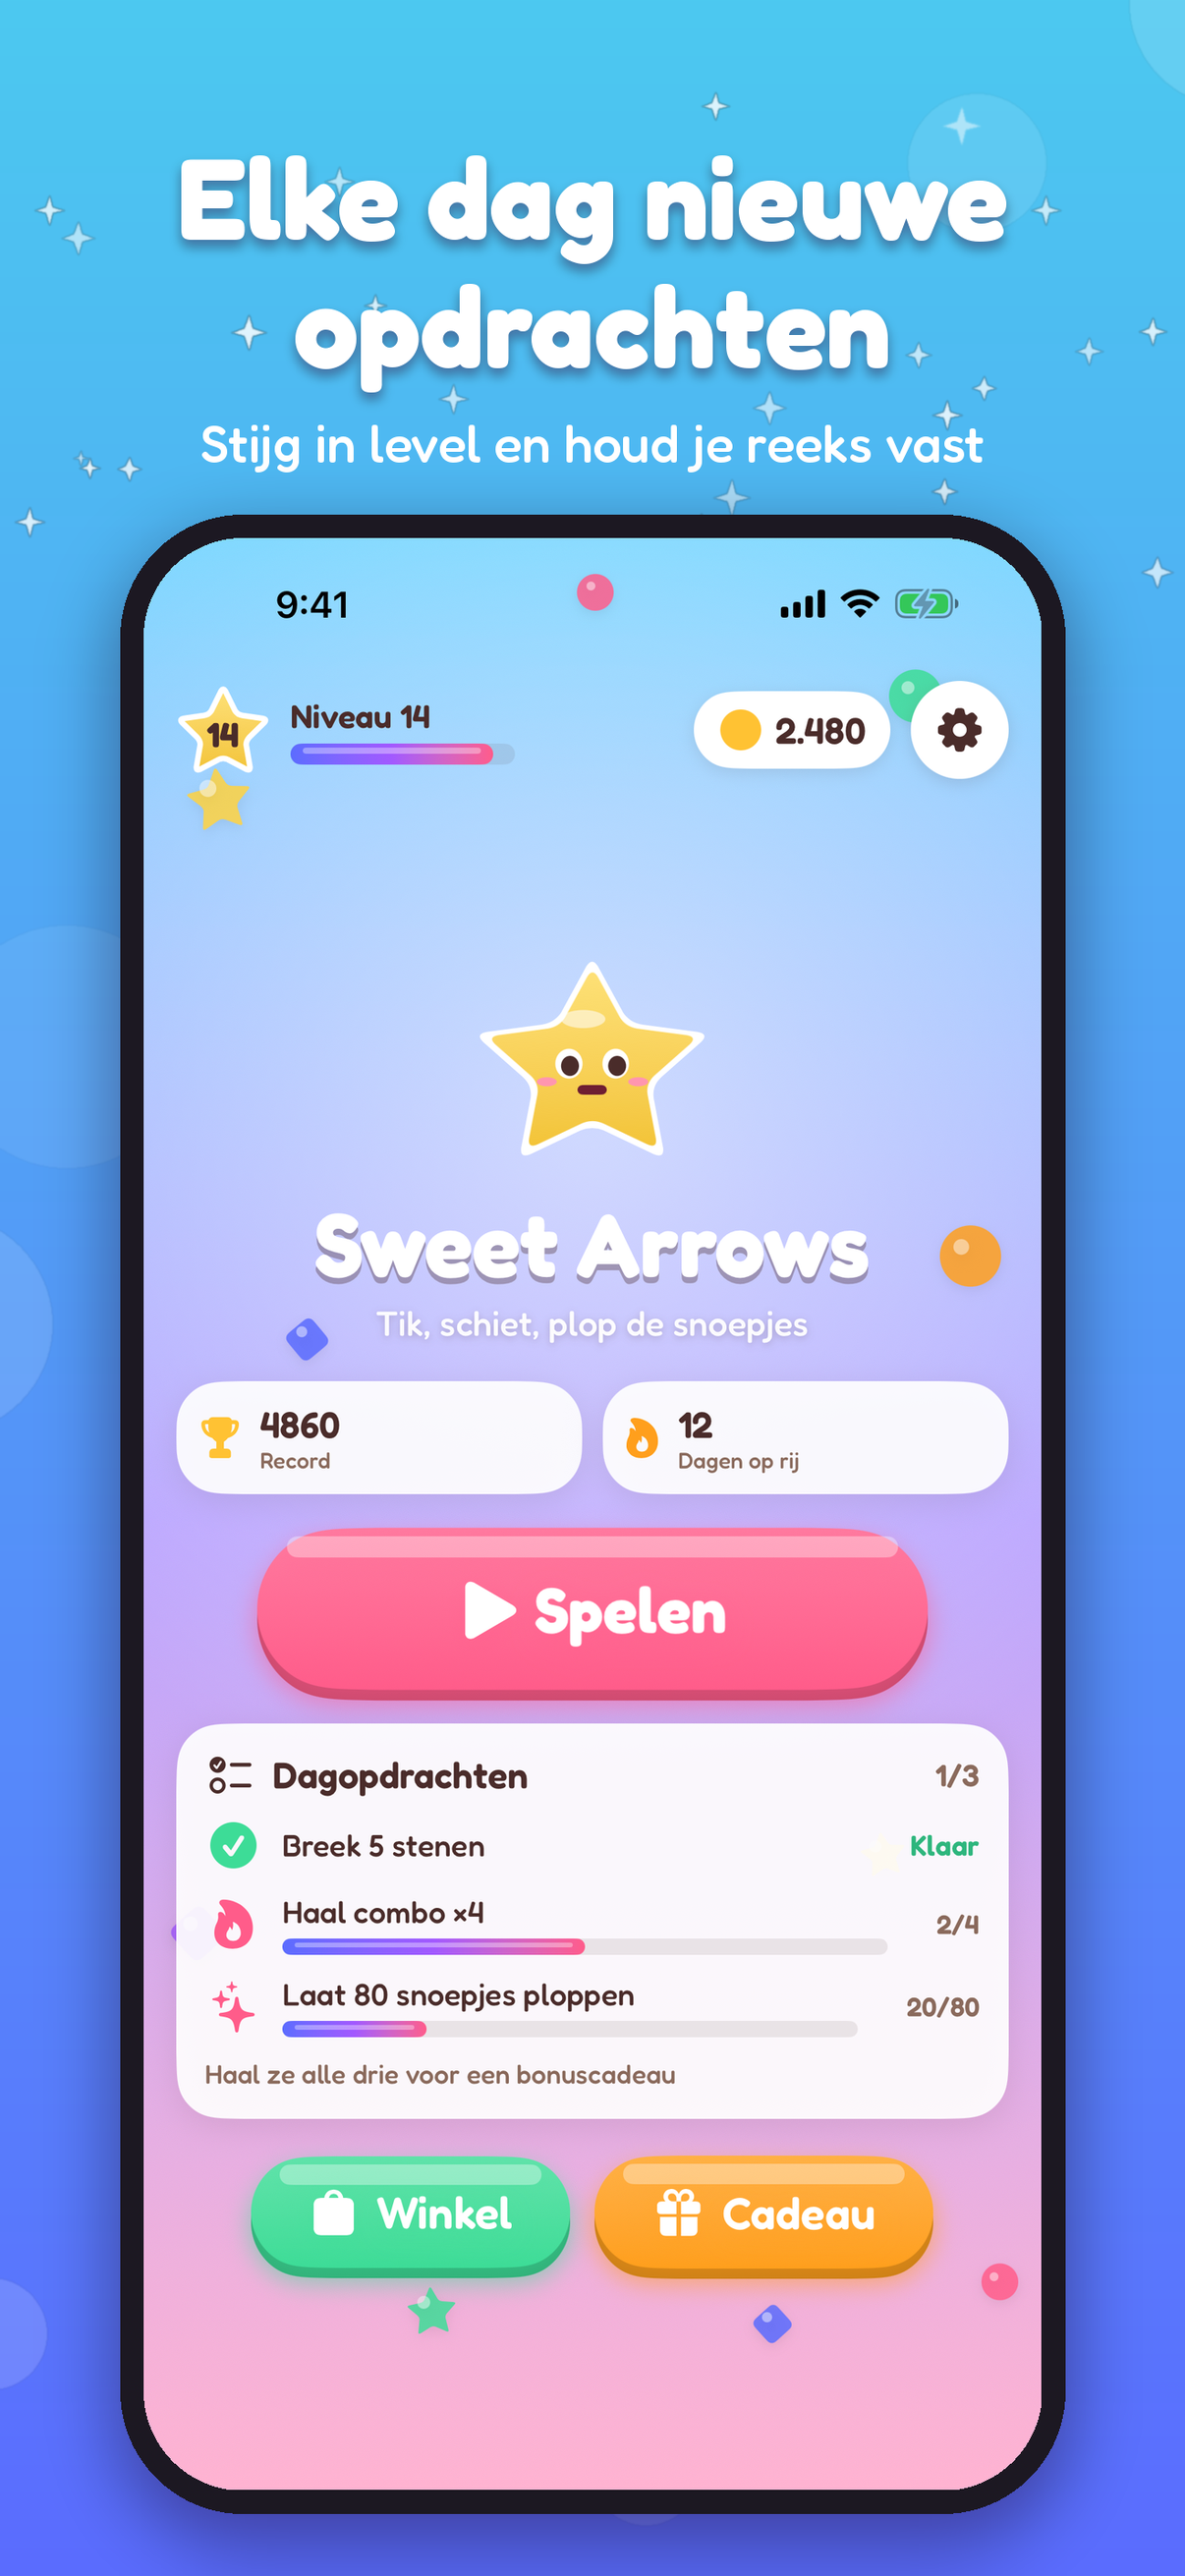 Elke dag nieuwe
opdrachten
Stijg in level en houd je reeks vast
9:41
14
Niveau 14
2.480
Sweet Arrows
Tik, schiet, plop de snoepjes
4860
Record
12
Dagen op rij
Spelen
Dagopdrachten
1/3
Breek 5 stenen
Klaar
Haal combo ×4
2/4
Laat 80 snoepjes ploppen
20/80
Haal ze alle drie voor een bonuscadeau
Winkel
Cadeau